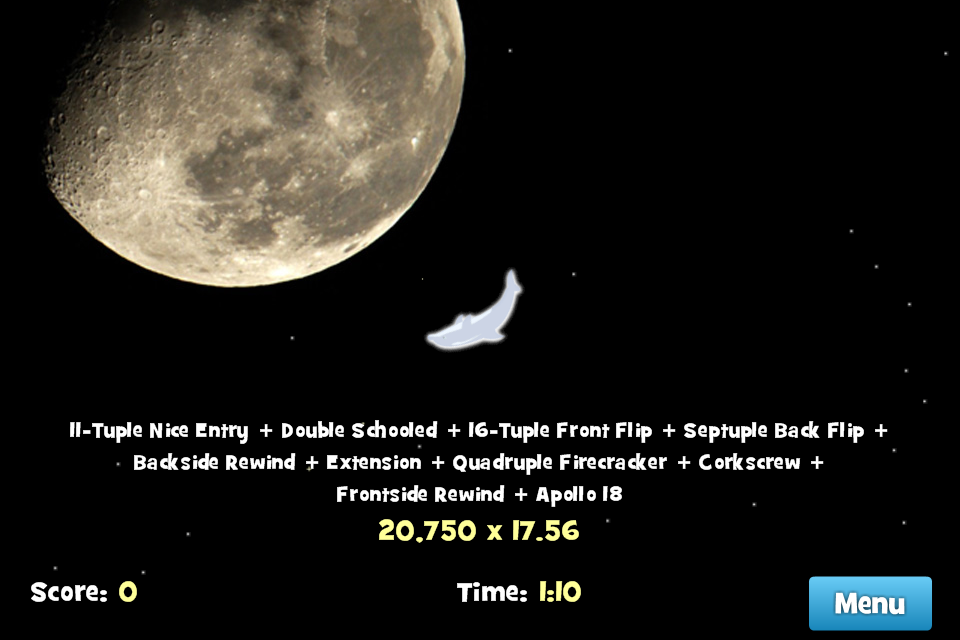 11-Tuple Nice Entry + Double Schooled + 16-Tuple Front Flip + Septuple Back Flip +
Backside Rewind + Extension + Quadruple Firecracker + Corkscrew +
Frontside Rewind + Apollo 18
20,750 x 17.56
Score: 0 Time: 1:10 Menu